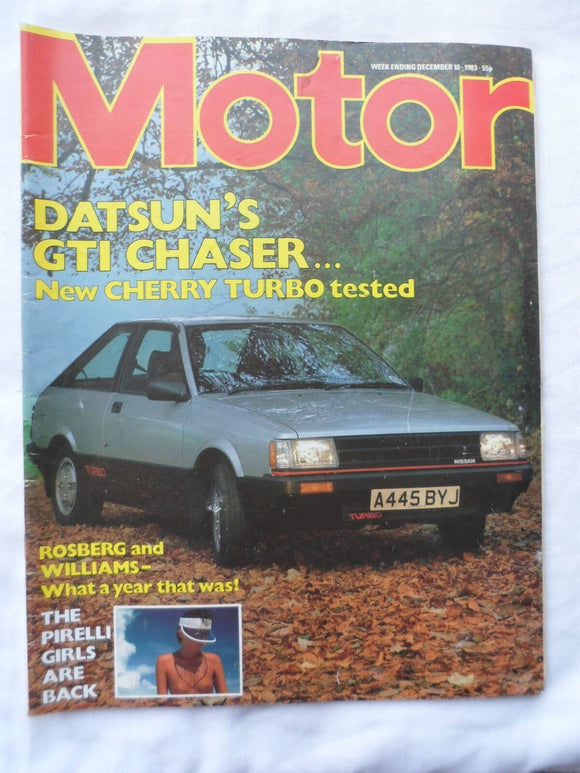 Motor
WEEK ENDING DECEMBER 10 · 1983 · 55p
DATSUN'S
GTI CHASER...
New CHERRY TURBO tested
NISSAN
TURBO
A445 BYJ
TURBO
ROSBERG and
WILLIAMS–
What a year that was!
THE
PIRELLI
GIRLS
ARE
BACK